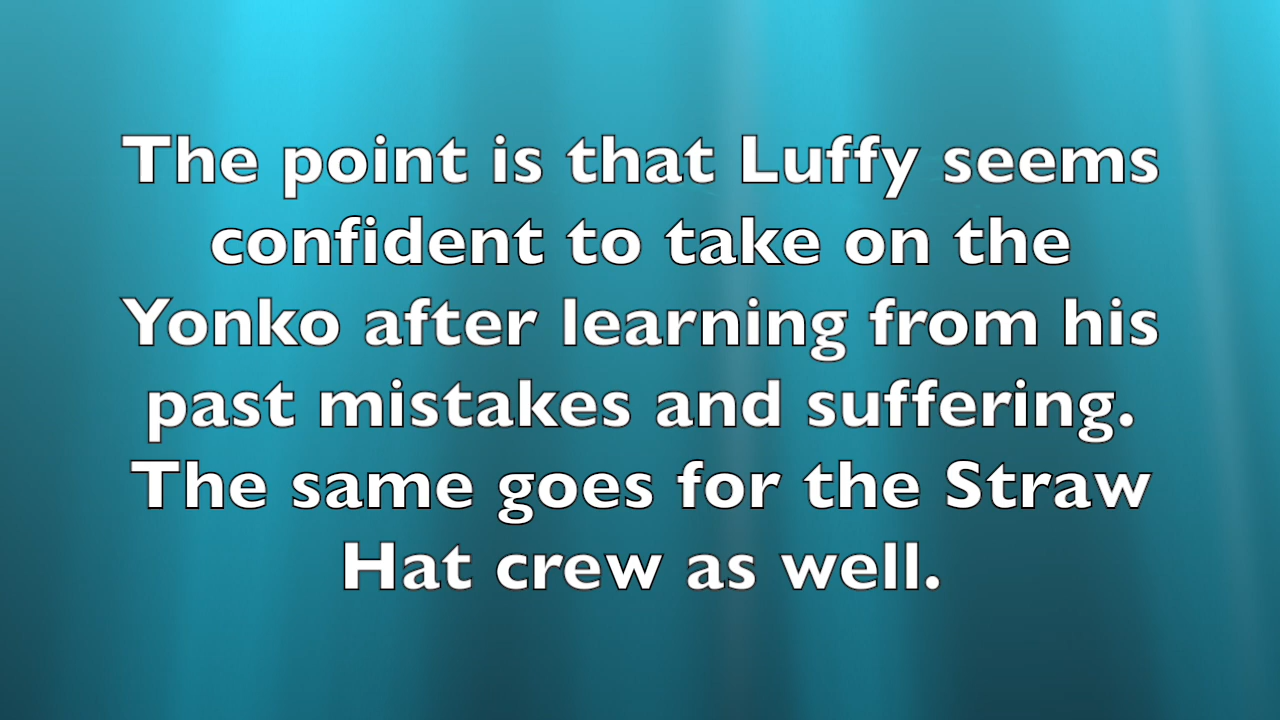 The point is that Luffy seems
confident to take on the
Yonko after learning from his
past mistakes and suffering.
The same goes for the Straw
Hat crew as well.